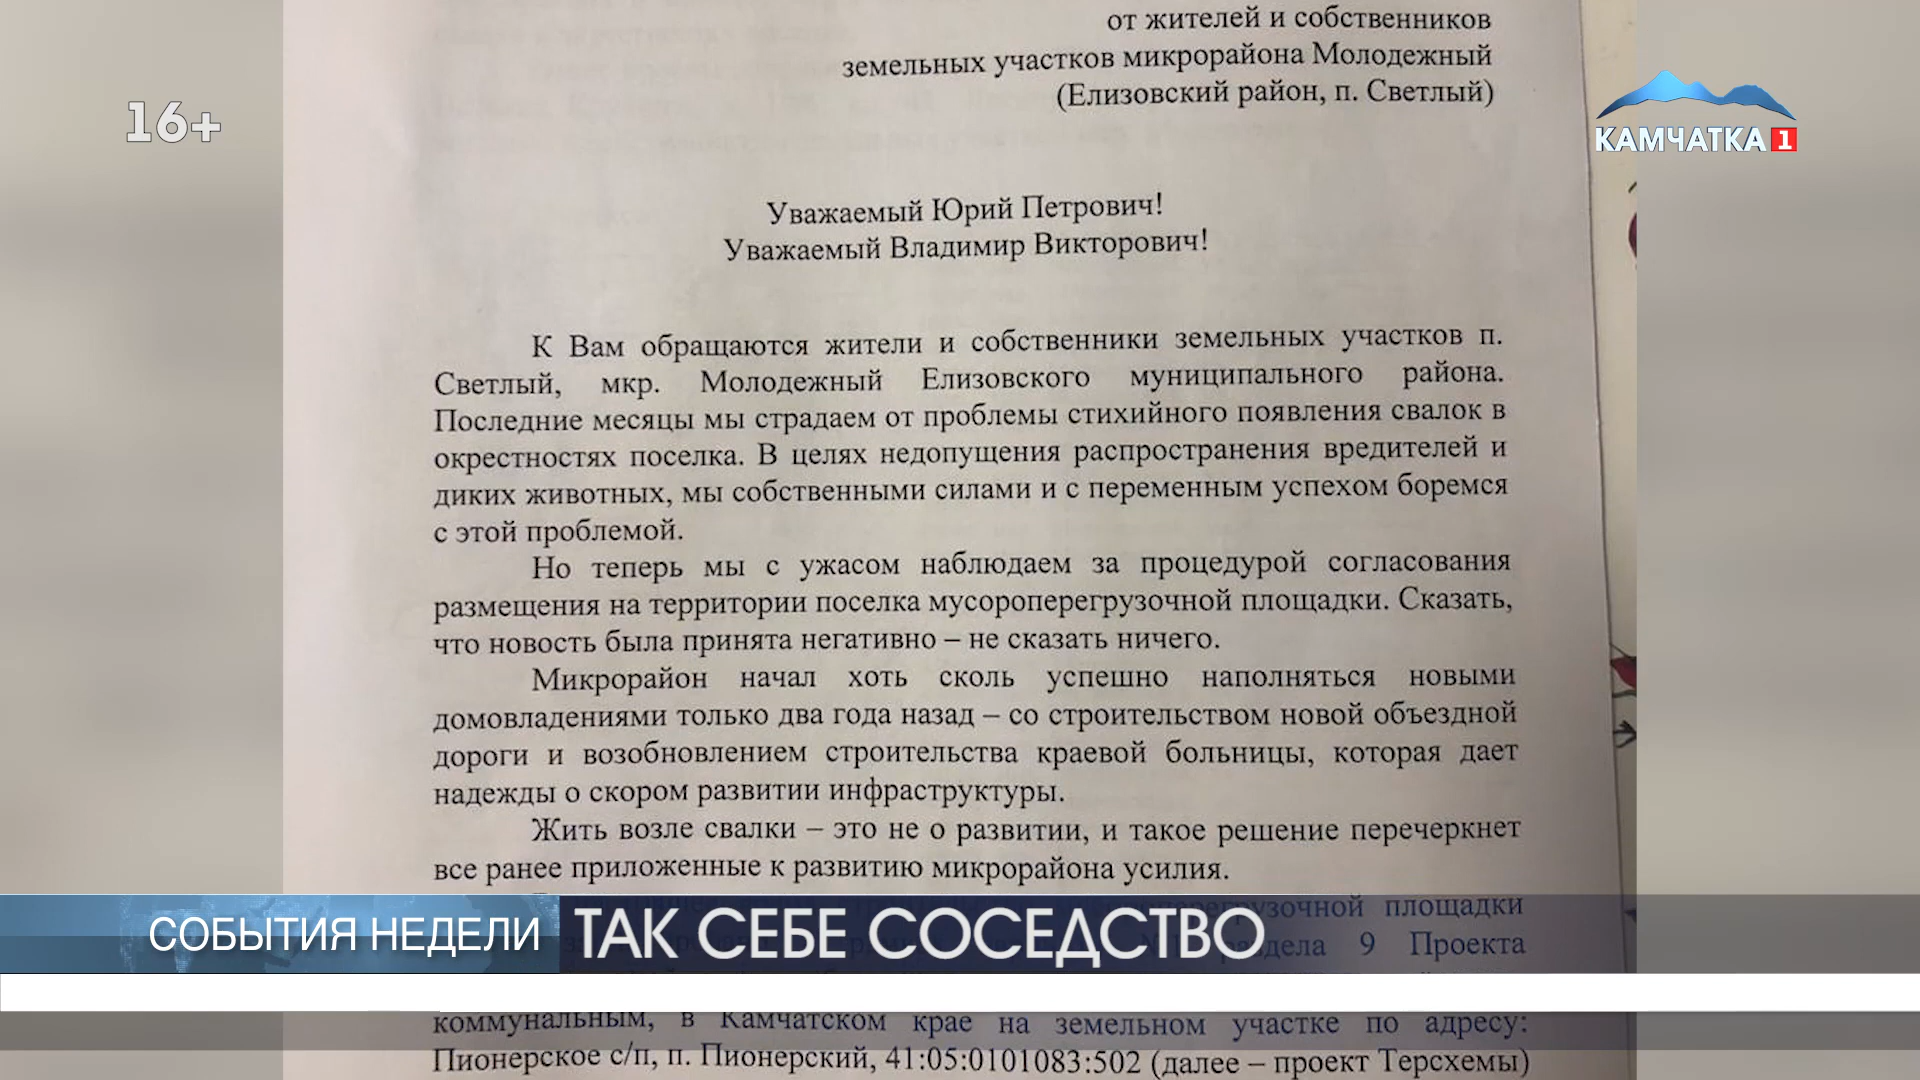 от жителей и собственников
земельных участков микрорайона Молодежный
(Елизовский район, п. Светлый)
16+
КАМЧАТКА 1
Уважаемый Юрий Петрович!
Уважаемый Владимир Викторович!
К Вам обращаются жители и собственники земельных участков п.
Светлый, мкр. Молодежный Елизовского муниципального района.
Последние месяцы мы страдаем от проблемы стихийного появления свалок в
окрестностях поселка. В целях недопущения распространения вредителей и
диких животных, мы собственными силами и с переменным успехом боремся
с этой проблемой.
Но теперь мы с ужасом наблюдаем за процедурой согласования
размещения на территории поселка мусороперегрузочной площадки. Сказать,
что новость была принята негативно – не сказать ничего.
Микрорайон начал хоть сколь успешно наполняться новыми
домовладениями только два года назад – со строительством новой объездной
дороги и возобновлением строительства краевой больницы, которая дает
надежды о скором развитии инфраструктуры.
Жить возле свалки – это не о развитии, и такое решение перечеркнет
все ранее приложенные к развитию микрорайона усилия.
площадки
раздела 9 Проекта
СОБЫТИЯ НЕДЕЛИ
ТАК СЕБЕ СОСЕДСТВО
коммунальным, в Камчатском крае на земельном участке по адресу:
Пионерское с/п, п. Пионерский, 41:05:0101083:502 (далее – проект Терсхемы)